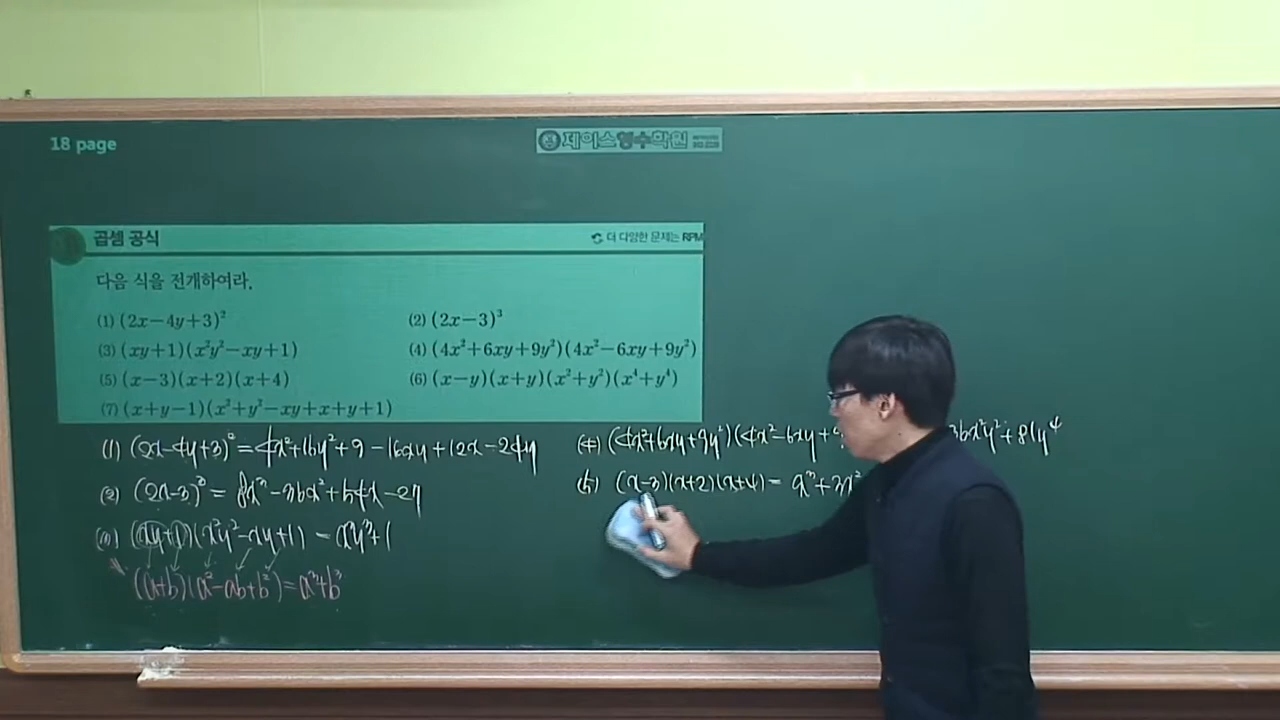 18 page
제이스영수학원
곱셈 공식
더 다양한 문제는 RPM
다음 식을 전개하여라.
(1) (2x-4y+3)²
(2) (2x-3)³
(3) (xy+1)(x²y²-xy+1)
(4) (4x²+6xy+9y²)(4x²-6xy+9y²)
(5) (x-3)(x+2)(x+4)
(6) (x-y)(x+y)(x²+y²)(x⁴+y⁴)
(7) (x+y-1)(x²+y²-xy+x+y+1)
(1) (2x-4y+3)² = 4x²+16y²+9-16xy+12x-24y
(2) (2x-3)³ = 8x³-36x²+54x-27
(3) (xy+1)(x²y²-xy+1) = x³y³+1
(a+b)(a²-ab+b²) = a³+b³
(4) (4x²+6xy+9y²)(4x²-6xy+9 36x²y²+81y⁴
(5) (x-3)(x+2)(x+4) = x³+3x²